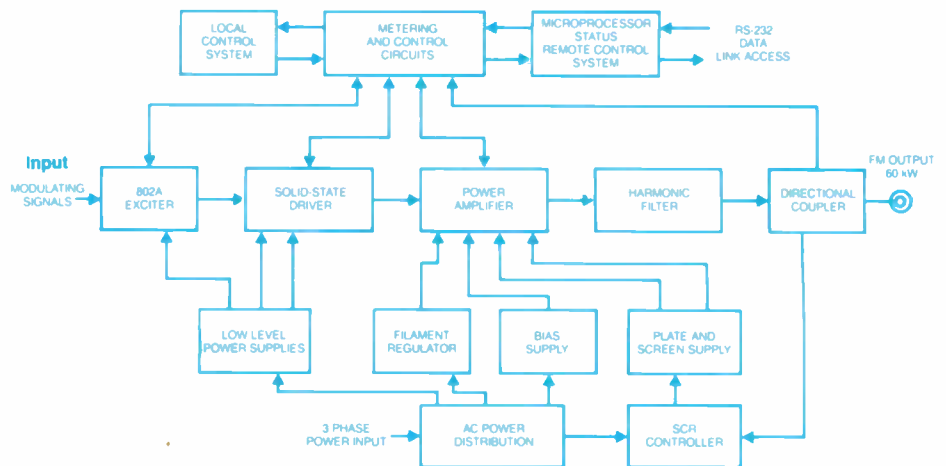 LOCAL
CONTROL
SYSTEM
METERING
AND CONTROL
CIRCUITS
MICROPROCESSOR
STATUS
REMOTE CONTROL
SYSTEM
RS-232
DATA
LINK ACCESS
Input
MODULATING
SIGNALS
802A
EXCITER
SOLID-STATE
DRIVER
POWER
AMPLIFIER
HARMONIC
FILTER
DIRECTIONAL
COUPLER
FM OUTPUT
60 kW
LOW LEVEL
POWER SUPPLIES
FILAMENT
REGULATOR
BIAS
SUPPLY
PLATE AND
SCREEN SUPPLY
3 PHASE
POWER INPUT
AC POWER
DISTRIBUTION
SCR
CONTROLLER